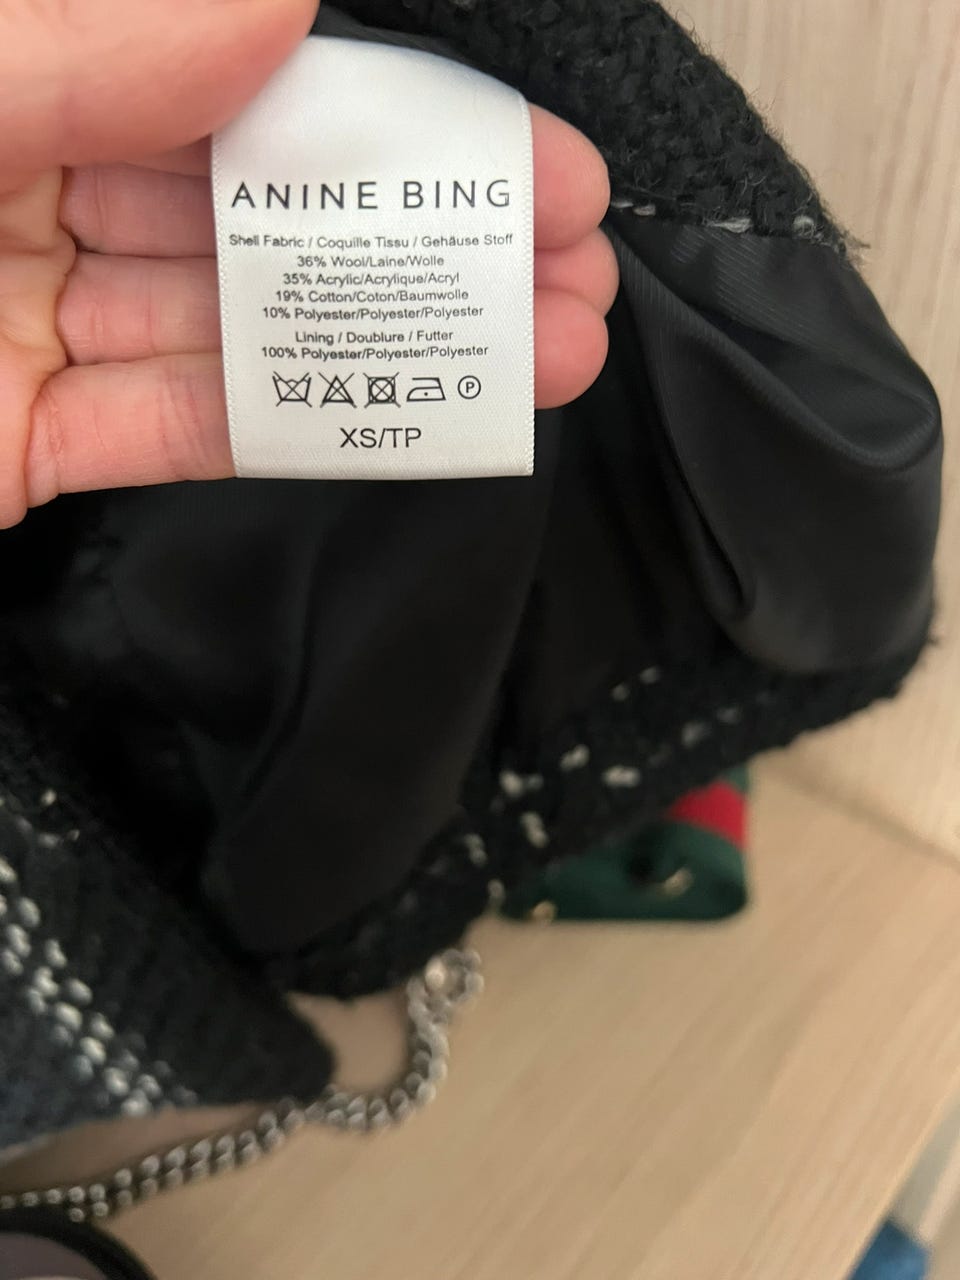 ANINE BING
Shell Fabric / Coquille Tissu / Gehäuse Stoff
36% Wool/Laine/Wolle
35% Acrylic/Acrylique/Acryl
19% Cotton/Coton/Baumwolle
10% Polyester/Polyester/Polyester
Lining / Doublure / Futter
100% Polyester/Polyester/Polyester
P
XS/TP